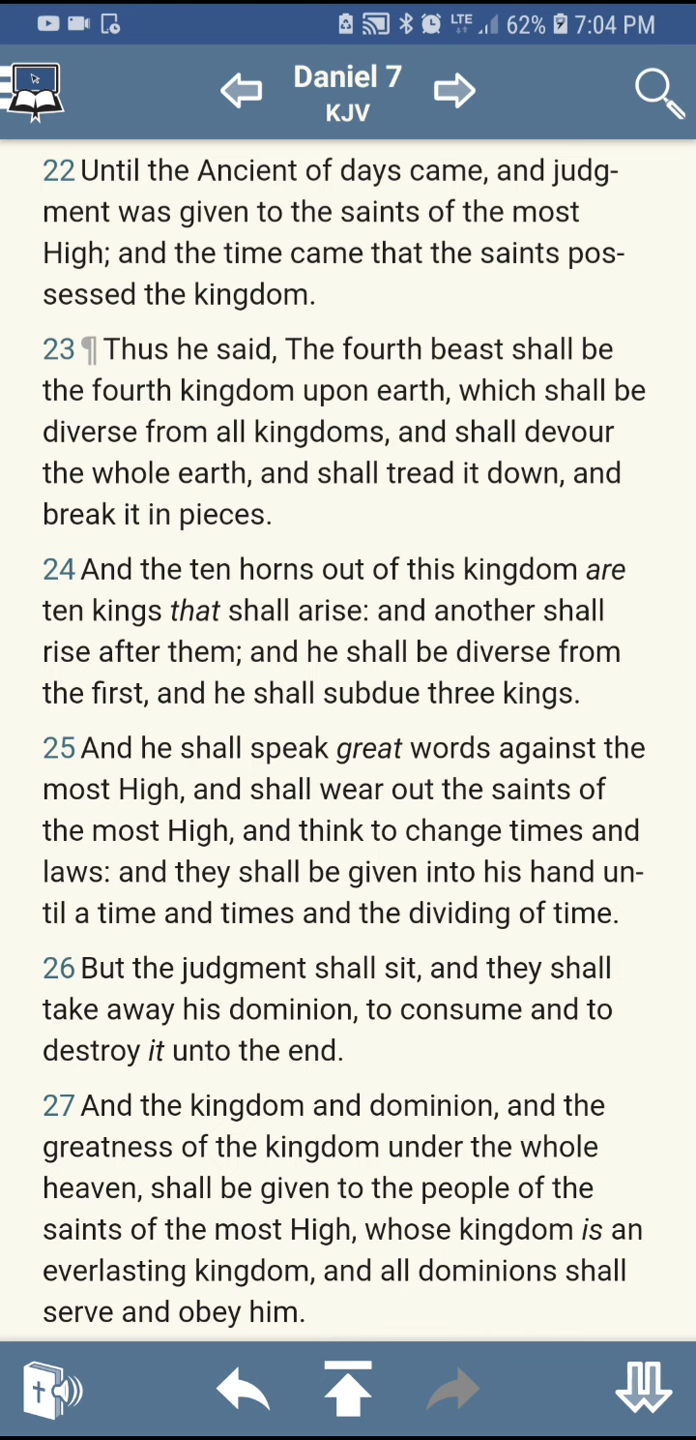 LTE 62% 7:04 PM
Daniel 7
KJV
22 Until the Ancient of days came, and judg-
ment was given to the saints of the most
High; and the time came that the saints pos-
sessed the kingdom.
23 ¶ Thus he said, The fourth beast shall be
the fourth kingdom upon earth, which shall be
diverse from all kingdoms, and shall devour
the whole earth, and shall tread it down, and
break it in pieces.
24 And the ten horns out of this kingdom are
ten kings that shall arise: and another shall
rise after them; and he shall be diverse from
the first, and he shall subdue three kings.
25 And he shall speak great words against the
most High, and shall wear out the saints of
the most High, and think to change times and
laws: and they shall be given into his hand un-
til a time and times and the dividing of time.
26 But the judgment shall sit, and they shall
take away his dominion, to consume and to
destroy it unto the end.
27 And the kingdom and dominion, and the
greatness of the kingdom under the whole
heaven, shall be given to the people of the
saints of the most High, whose kingdom is an
everlasting kingdom, and all dominions shall
serve and obey him.